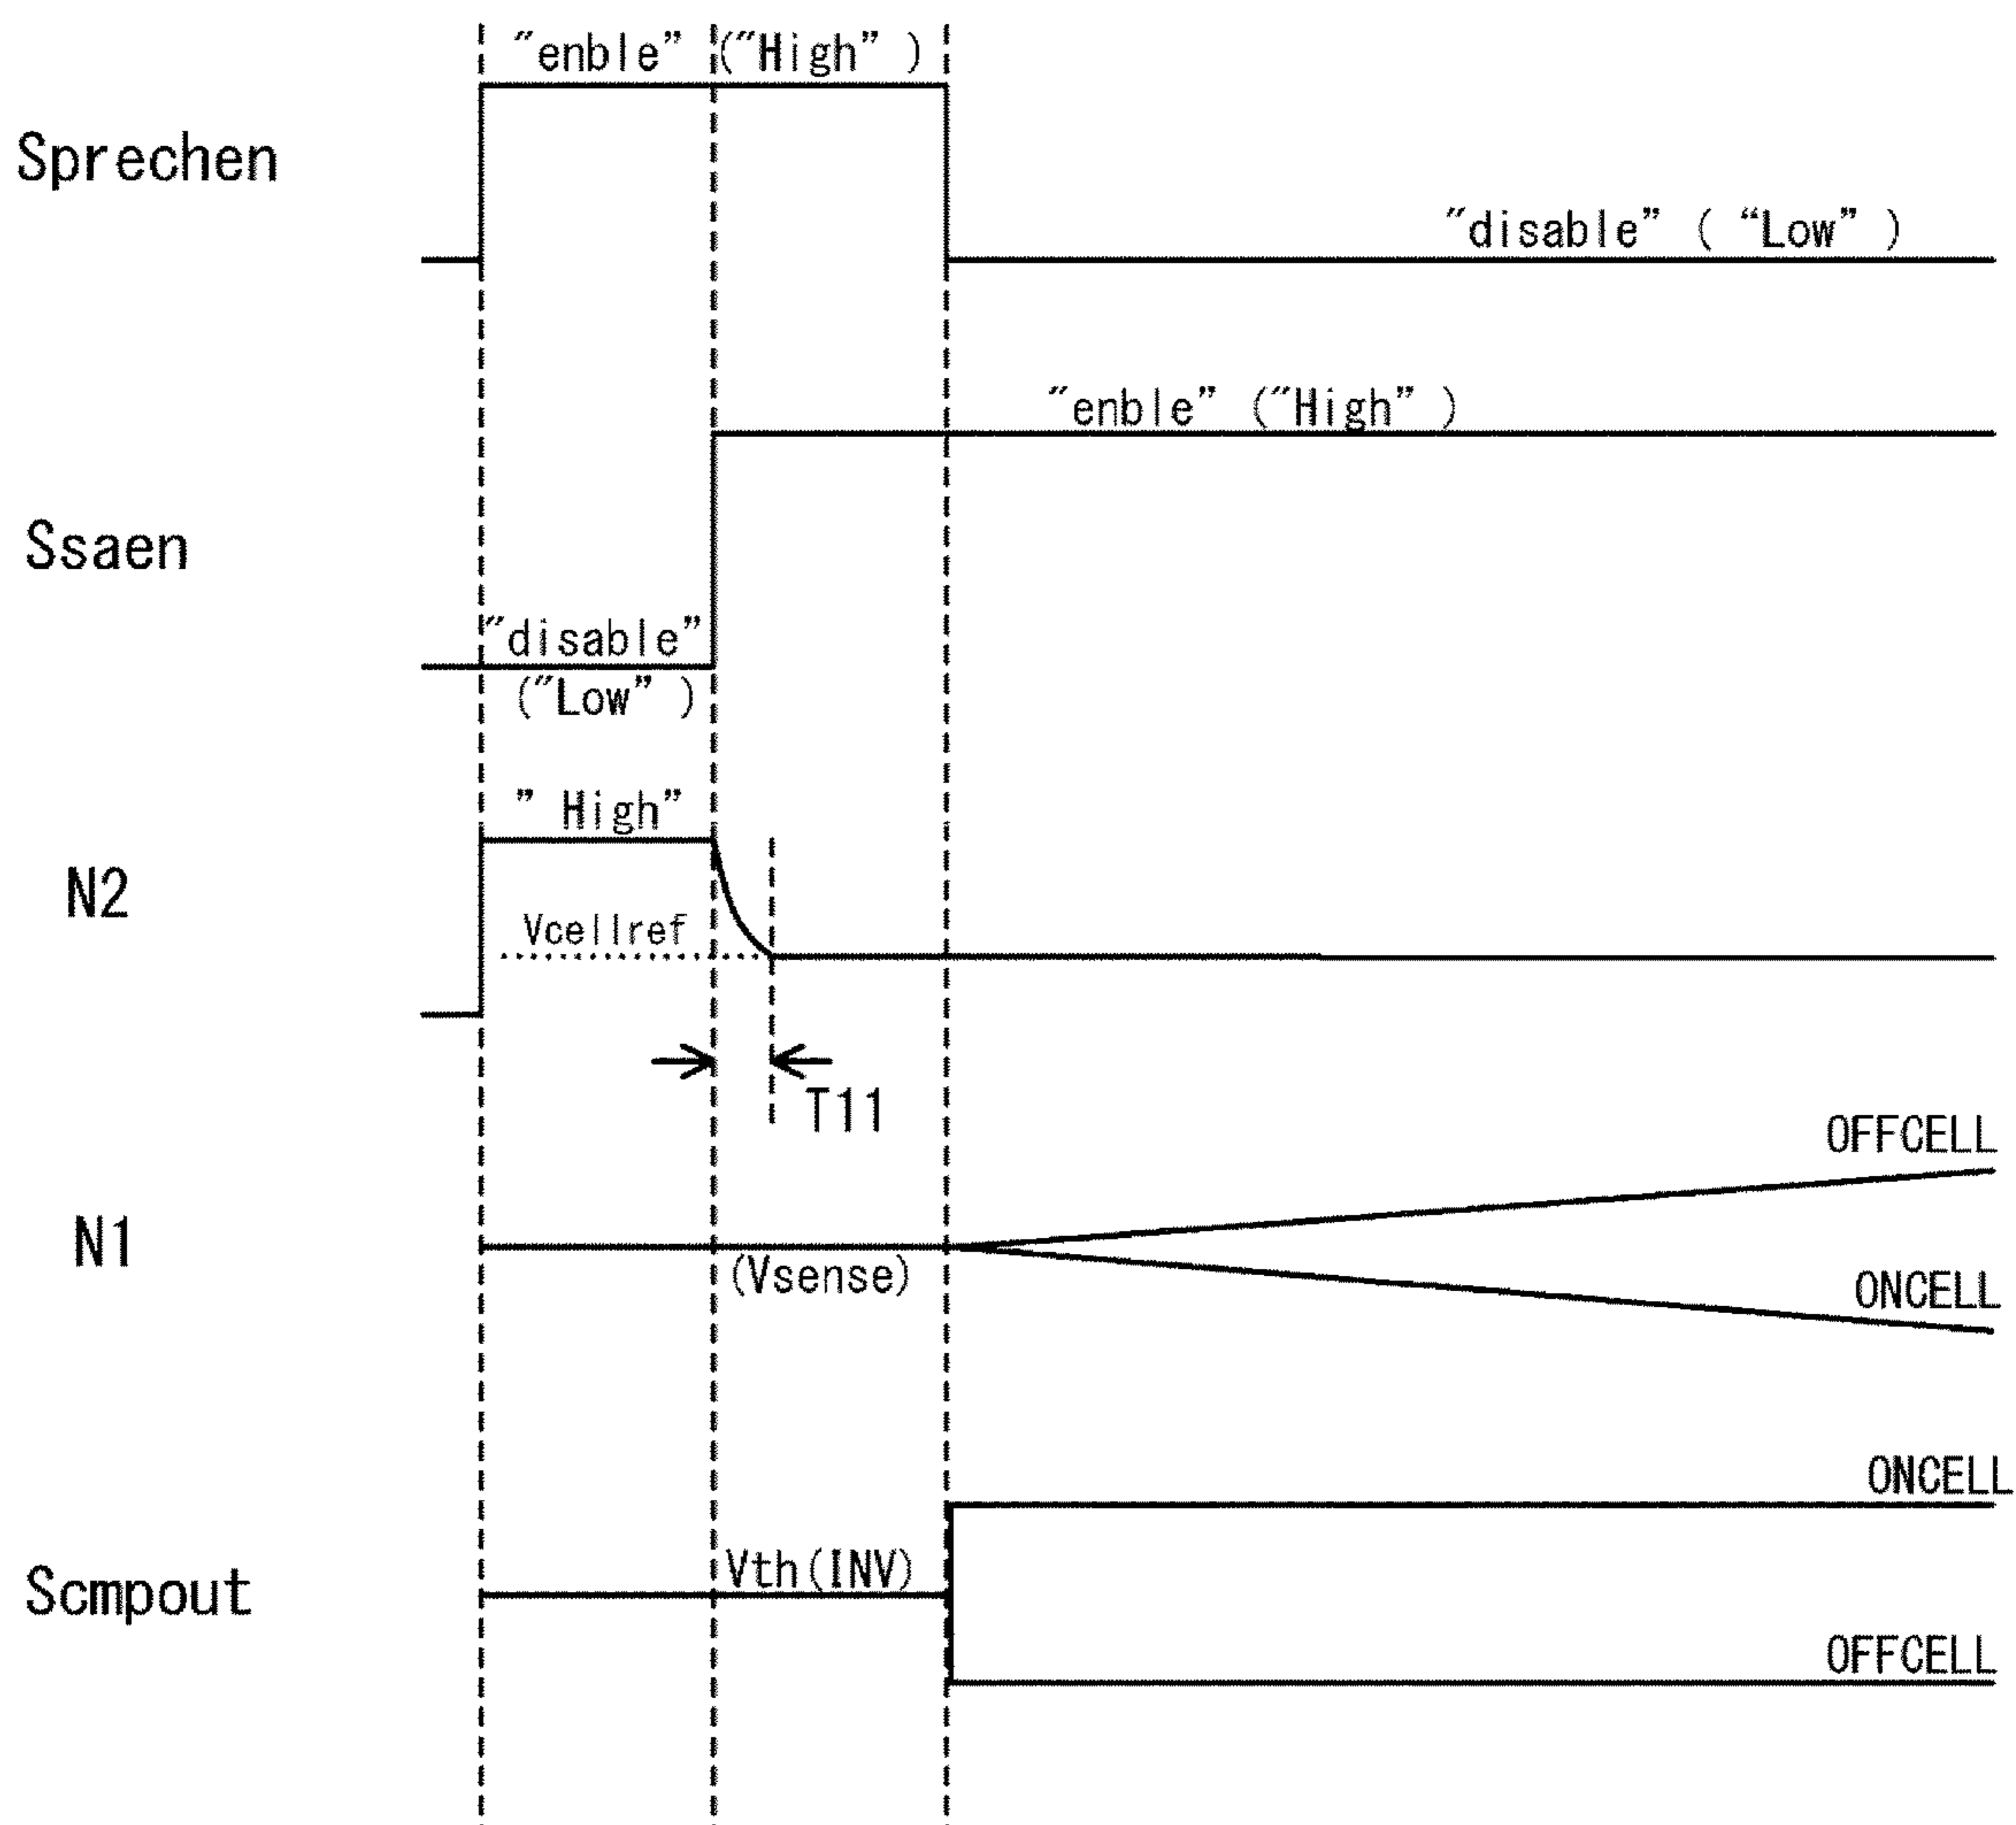 "enble" ("High" )
Sprechen
"disable" ( "Low" )
"enble" ("High" )
Ssaen
"disable"
("Low" )
" High"
N2
Vcellref
T11
OFFCELL
N1
(Vsense)
ONCELL
ONCELL
Vth(INV)
Scmpout
OFFCELL